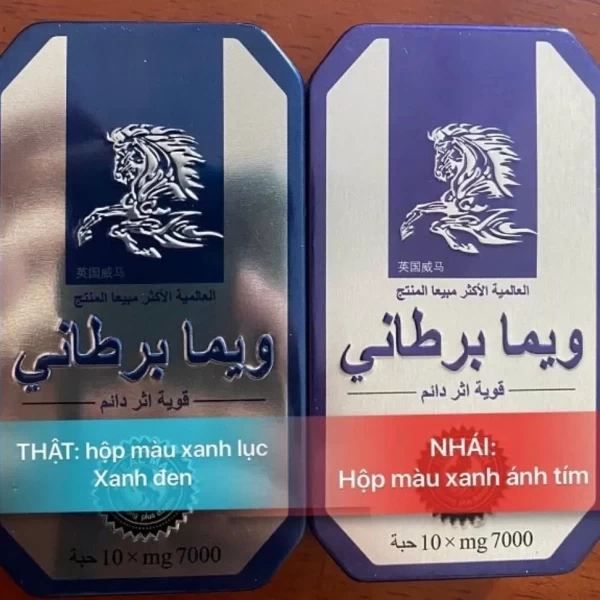 英国威马
العالمية الأكثر مبيعا المنتج
ويما برطاني
قوية اثر دائم
THẬT: hộp màu xanh lục
Xanh đen
10 × mg 7000 حبة
英国威马
العالمية الأكثر مبيعا المنتج
ويما برطاني
قوية اثر دائم
NHÁI:
Hộp màu xanh ánh tím
10 × mg 7000 حبة